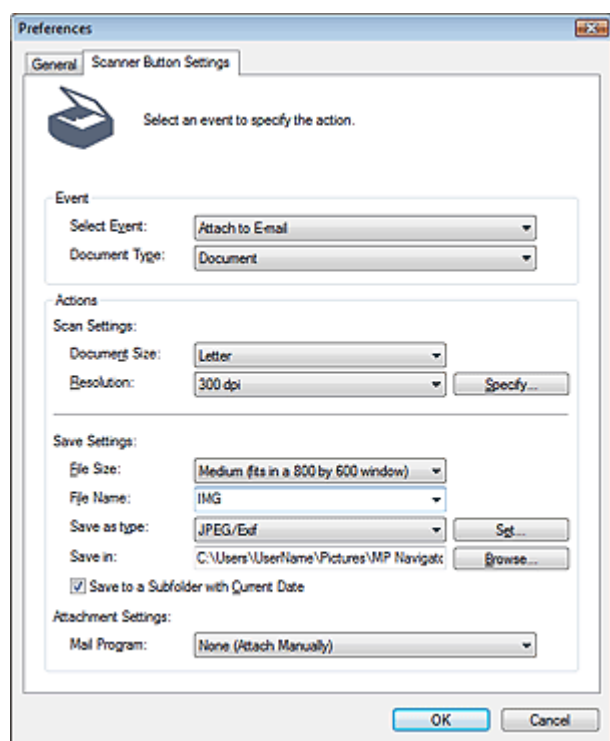 Preferences
General Scanner Button Settings
Select an event to specify the action.
Event
Select Event: Attach to E-mail
Document Type: Document
Actions
Scan Settings:
Document Size: Letter
Resolution: 300 dpi Specify...
Save Settings:
File Size: Medium (fits in a 800 by 600 window)
File Name: IMG
Save as type: JPEG/Exif Set...
Save in: C:\Users\UserName\Pictures\MP Navigatc Browse...
Save to a Subfolder with Current Date
Attachment Settings:
Mail Program: None (Attach Manually)
OK Cancel